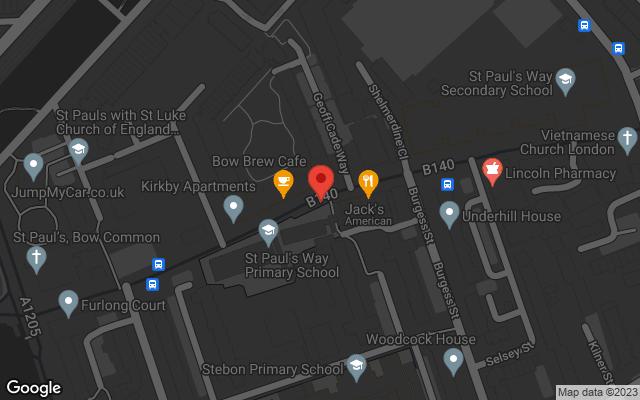 St Paul's Way
Secondary School
Geoff Cade Way
Shelmerdine Cl
St Pauls with St Luke
Church of England...
Vietnamese
Church London
Bow Brew Cafe
B140
JumpMyCar.co.uk
Kirkby Apartments
B140
Lincoln Pharmacy
Jack's
American
Burgess St
Underhill House
St Paul's, Bow Common
St Paul's Way
Primary School
Burgess St
A1205
Furlong Court
Woodcock House
Selsey St
Kilner St
Stebon Primary School
Google
Map data ©2023